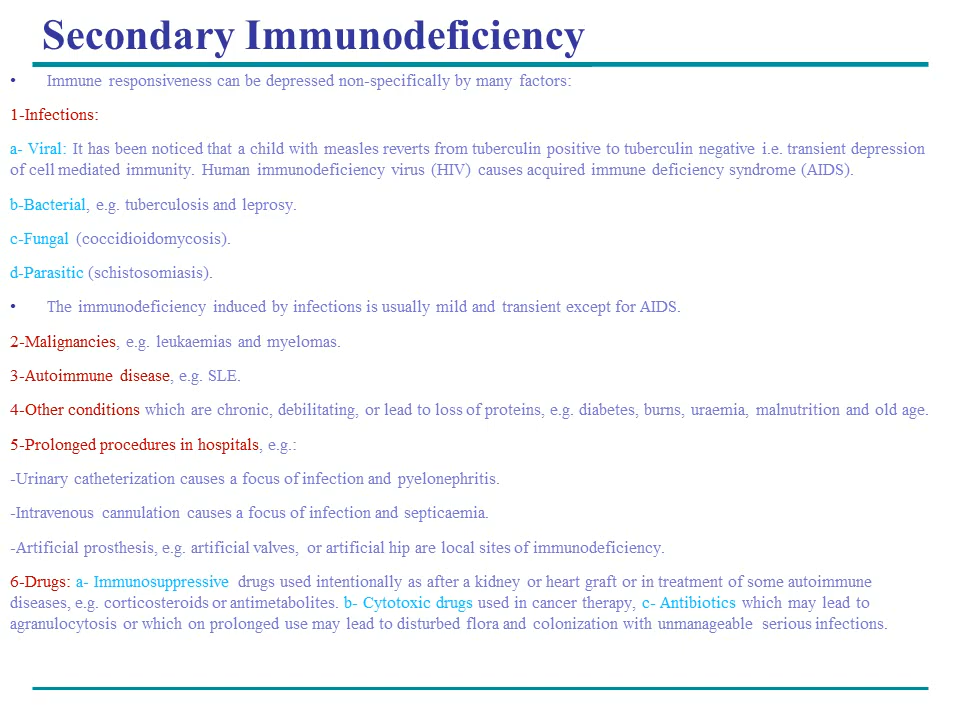 Secondary Immunodeficiency
• Immune responsiveness can be depressed non-specifically by many factors:
1-Infections:
a- Viral: It has been noticed that a child with measles reverts from tuberculin positive to tuberculin negative i.e. transient depression
of cell mediated immunity. Human immunodeficiency virus (HIV) causes acquired immune deficiency syndrome (AIDS).
b-Bacterial, e.g. tuberculosis and leprosy.
c-Fungal (coccidioidomycosis).
d-Parasitic (schistosomiasis).
• The immunodeficiency induced by infections is usually mild and transient except for AIDS.
2-Malignancies, e.g. leukaemias and myelomas.
3-Autoimmune disease, e.g. SLE.
4-Other conditions which are chronic, debilitating, or lead to loss of proteins, e.g. diabetes, burns, uraemia, malnutrition and old age.
5-Prolonged procedures in hospitals, e.g.:
-Urinary catheterization causes a focus of infection and pyelonephritis.
-Intravenous cannulation causes a focus of infection and septicaemia.
-Artificial prosthesis, e.g. artificial valves, or artificial hip are local sites of immunodeficiency.
6-Drugs: a- Immunosuppressive drugs used intentionally as after a kidney or heart graft or in treatment of some autoimmune
diseases, e.g. corticosteroids or antimetabolites. b- Cytotoxic drugs used in cancer therapy, c- Antibiotics which may lead to
agranulocytosis or which on prolonged use may lead to disturbed flora and colonization with unmanageable serious infections.